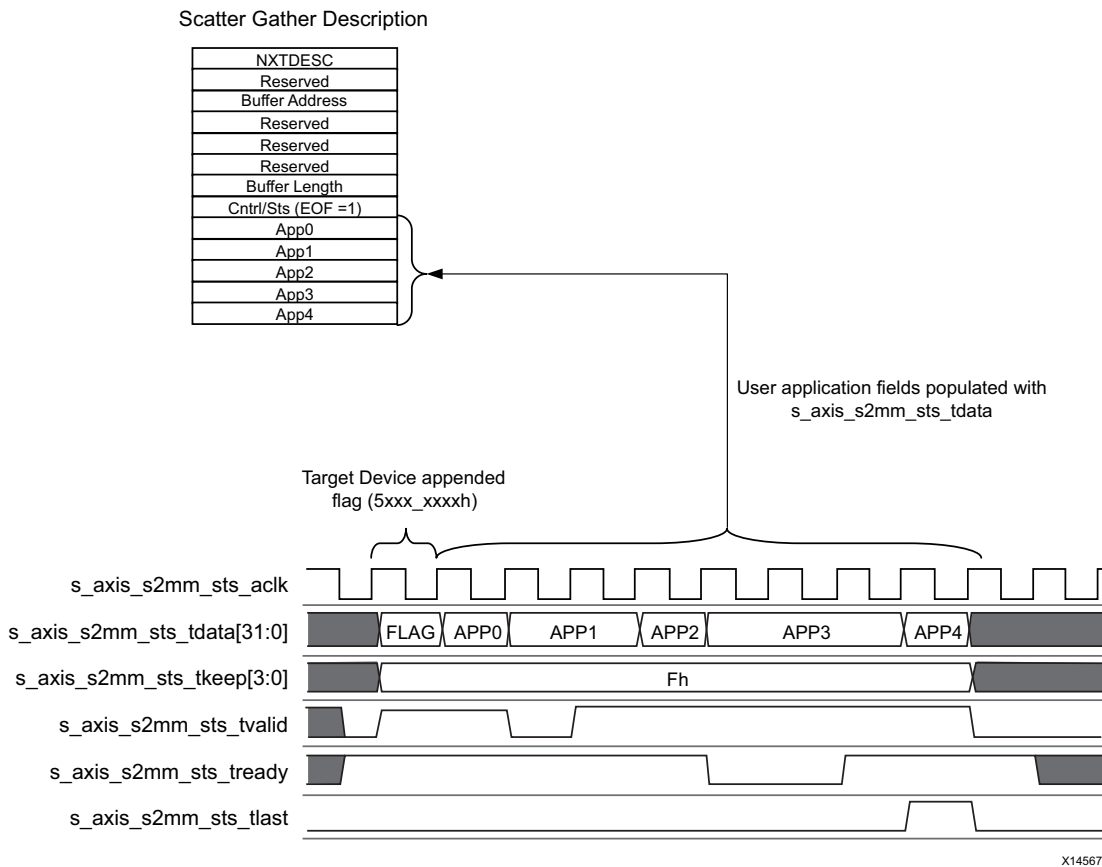 Scatter Gather Description
NXTDESC
Reserved
Buffer Address
Reserved
Reserved
Reserved
Buffer Length
Cntrl/Sts (EOF =1)
App0
App1
App2
App3
App4
User application fields populated with
s_axis_s2mm_sts_tdata
Target Device appended
flag (5xxx_xxxxh)
s_axis_s2mm_sts_aclk
s_axis_s2mm_sts_tdata[31:0]
FLAG APP0 APP1 APP2 APP3 APP4
s_axis_s2mm_sts_tkeep[3:0]
Fh
s_axis_s2mm_sts_tvalid
s_axis_s2mm_sts_tready
s_axis_s2mm_sts_tlast
X14567